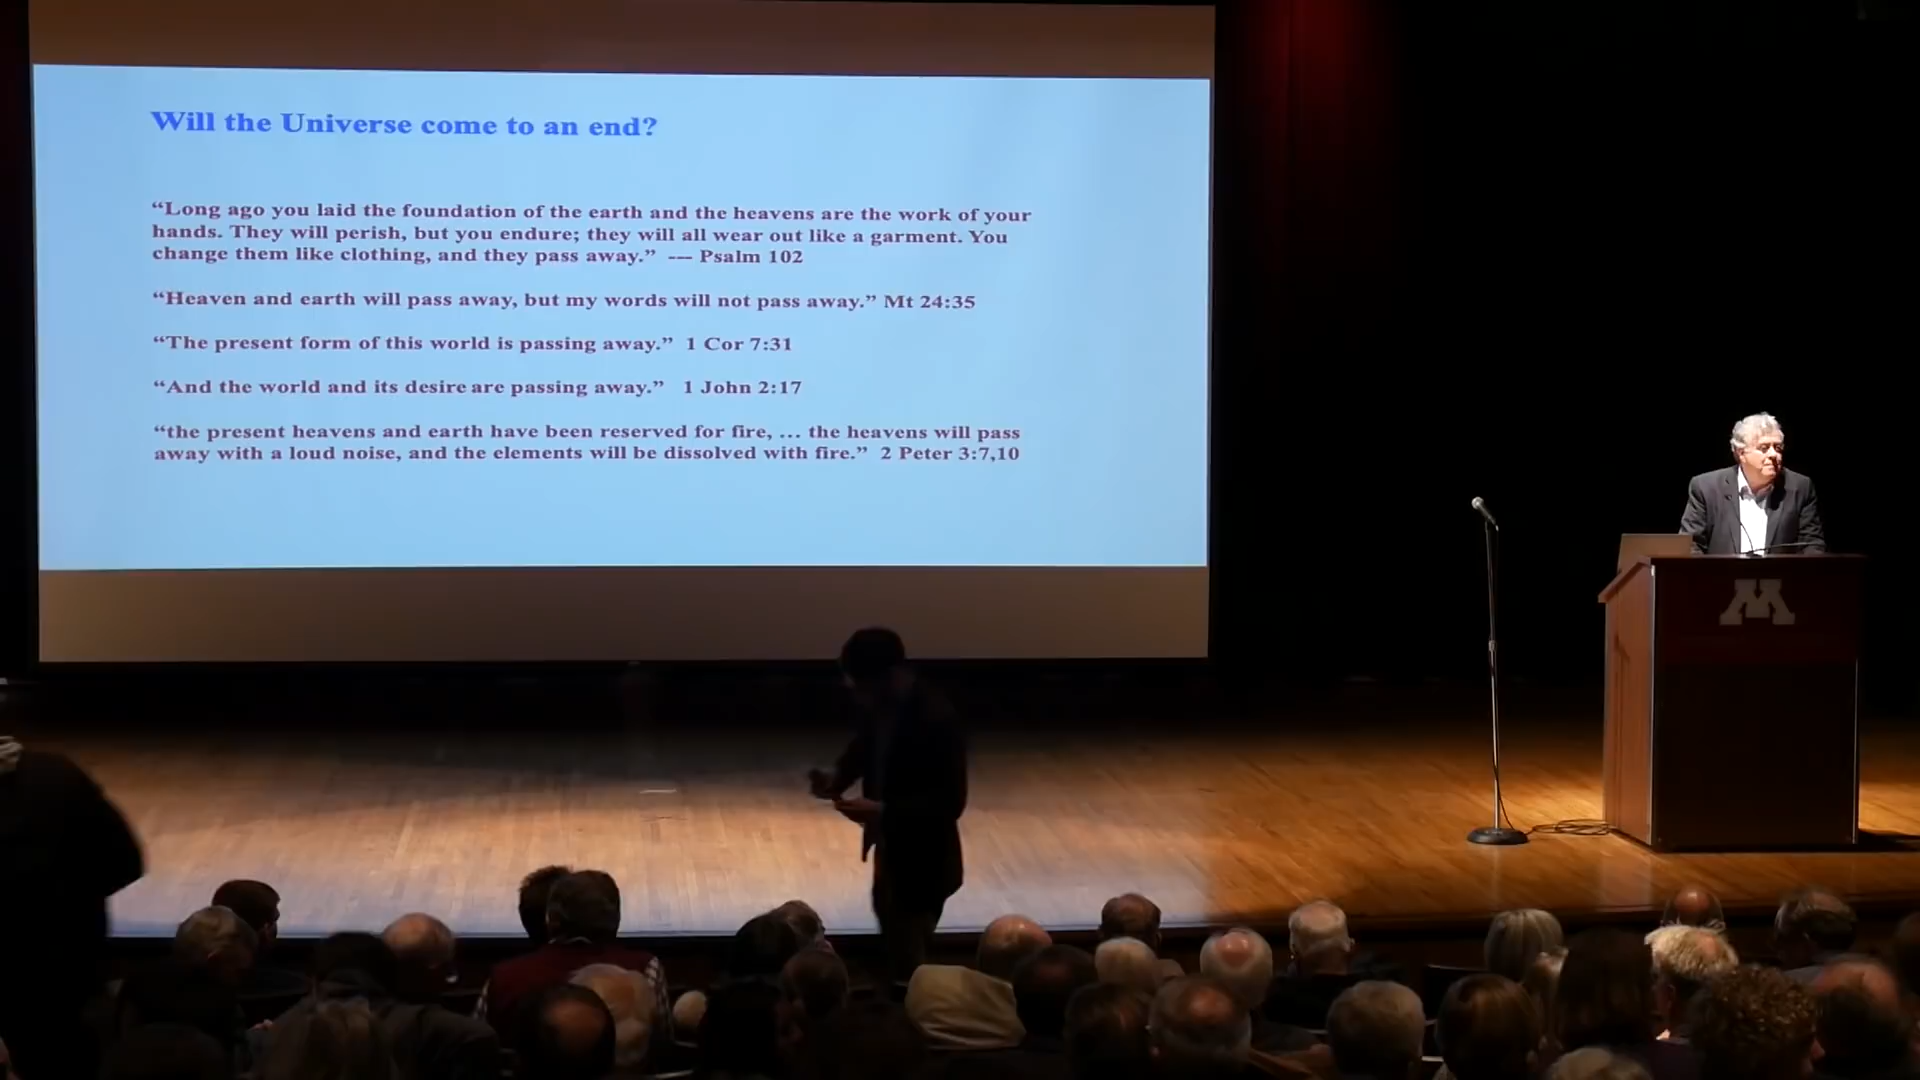 Will the Universe come to an end?
“Long ago you laid the foundation of the earth and the heavens are the work of your
hands. They will perish, but you endure; they will all wear out like a garment. You
change them like clothing, and they pass away.” --- Psalm 102
“Heaven and earth will pass away, but my words will not pass away.” Mt 24:35
“The present form of this world is passing away.” 1 Cor 7:31
“And the world and its desire are passing away.” 1 John 2:17
“the present heavens and earth have been reserved for fire, ... the heavens will pass
away with a loud noise, and the elements will be dissolved with fire.” 2 Peter 3:7,10
M